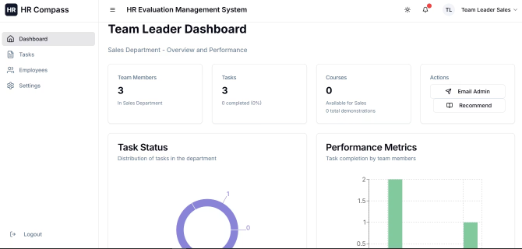 HR HR Compass
HR Evaluation Management System
TL Team Leader Sales
Dashboard
Tasks
Employees
Settings
Logout
Team Leader Dashboard
Sales Department - Overview and Performance
Team Members
3
In Sales Department
Tasks
3
0 completed (0%)
Courses
0
Available for Sales
0 total demonstrations
Actions
Email Admin
Recommend
Task Status
Distribution of tasks in the department
1
0
Performance Metrics
Task completion by team members
2
1.5
1
0.5